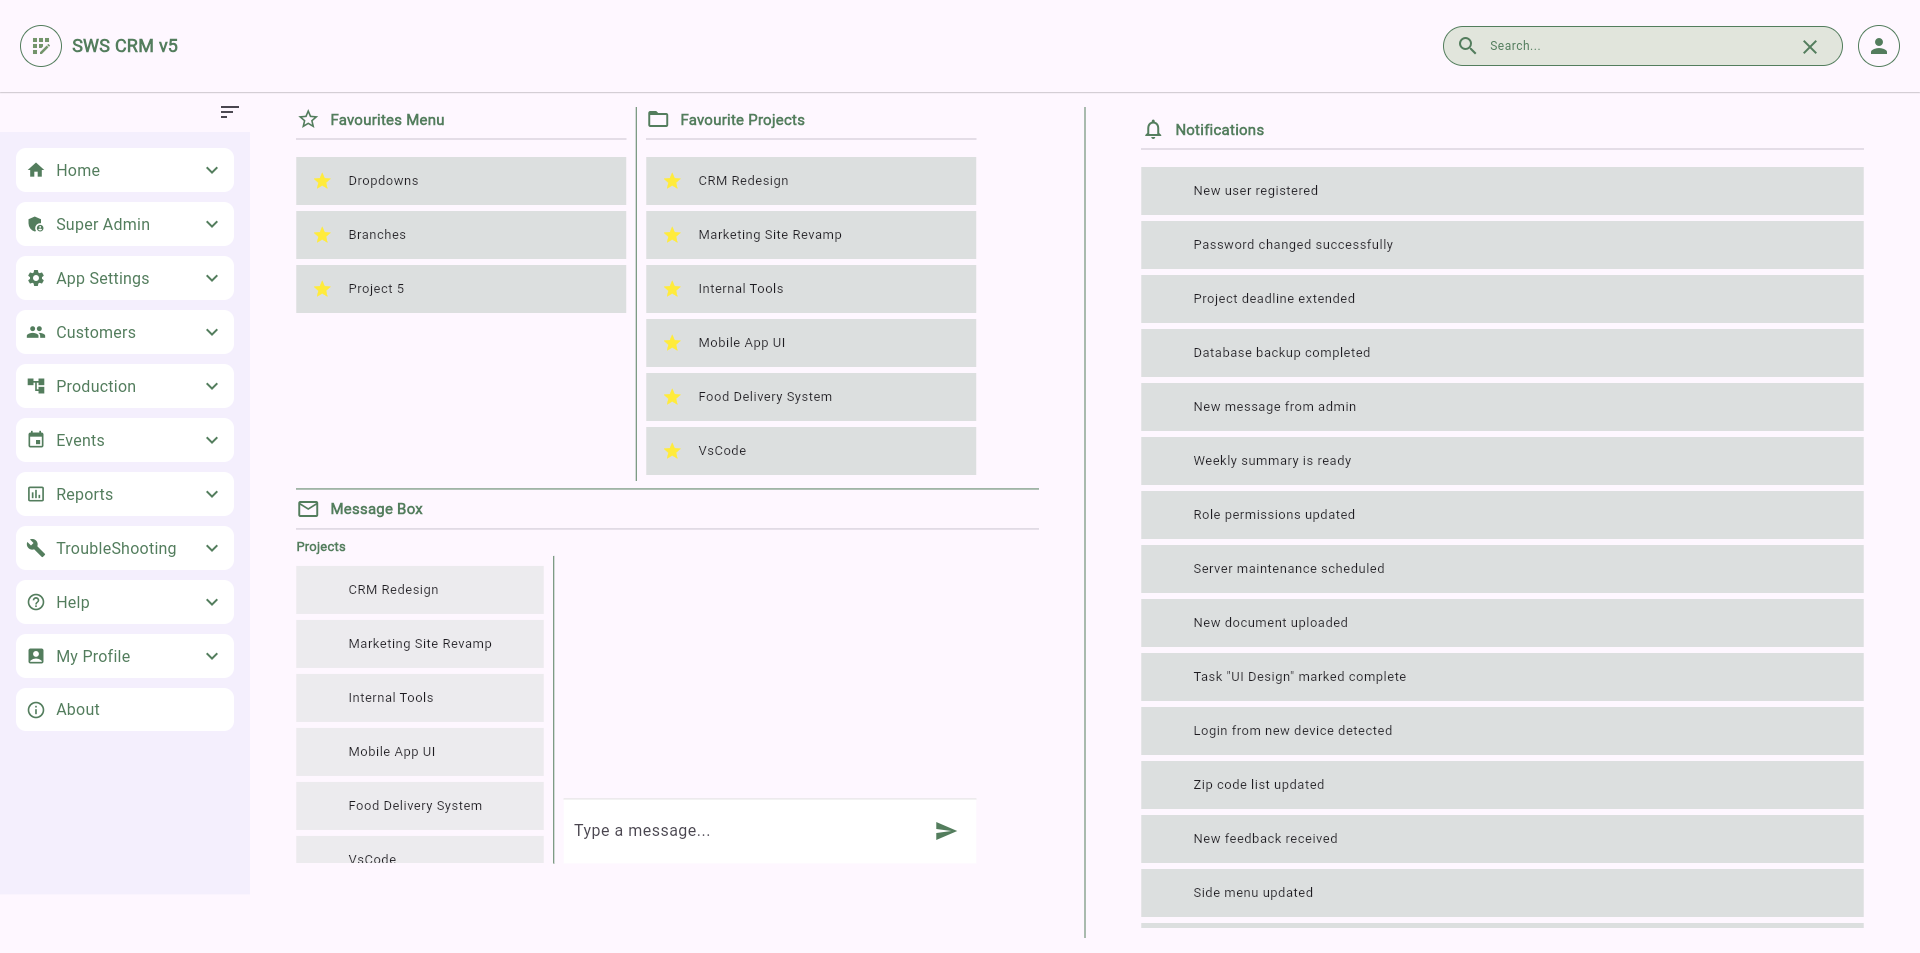 SWS CRM v5
Search...
Home
Super Admin
App Settings
Customers
Production
Events
Reports
TroubleShooting
Help
My Profile
About
Favourites Menu
Dropdowns
Branches
Project 5
Favourite Projects
CRM Redesign
Marketing Site Revamp
Internal Tools
Mobile App UI
Food Delivery System
VsCode
Message Box
Projects
CRM Redesign
Marketing Site Revamp
Internal Tools
Mobile App UI
Food Delivery System
VsCode
Type a message...
Notifications
New user registered
Password changed successfully
Project deadline extended
Database backup completed
New message from admin
Weekly summary is ready
Role permissions updated
Server maintenance scheduled
New document uploaded
Task "UI Design" marked complete
Login from new device detected
Zip code list updated
New feedback received
Side menu updated